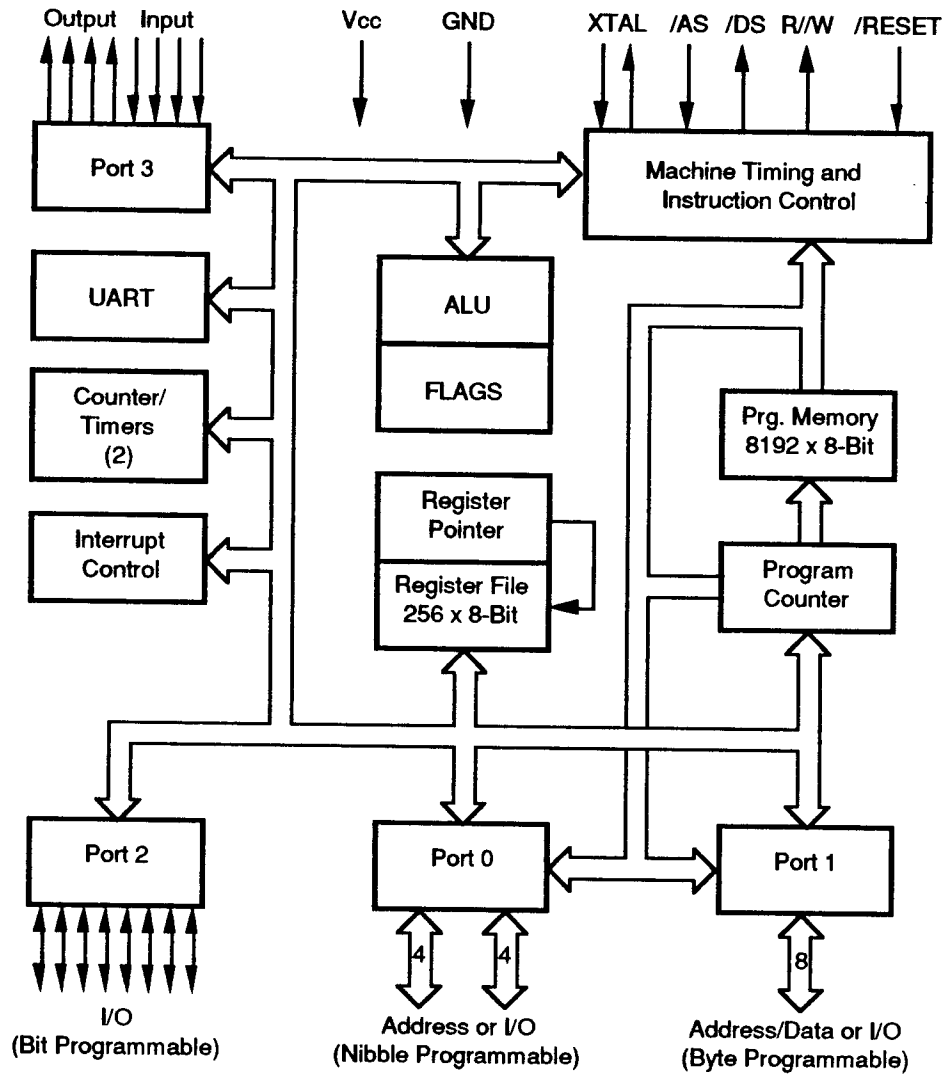 Output Input Vcc GND XTAL /AS /DS R//W /RESET
Port 3
Machine Timing and
Instruction Control
UART
ALU
FLAGS
Counter/
Timers
(2)
Prg. Memory
8192 x 8-Bit
Register
Pointer
Interrupt
Control
Register File
256 x 8-Bit
Program
Counter
Port 2
Port 0
Port 1
4 4 8
I/O
(Bit Programmable)
Address or I/O
(Nibble Programmable)
Address/Data or I/O
(Byte Programmable)